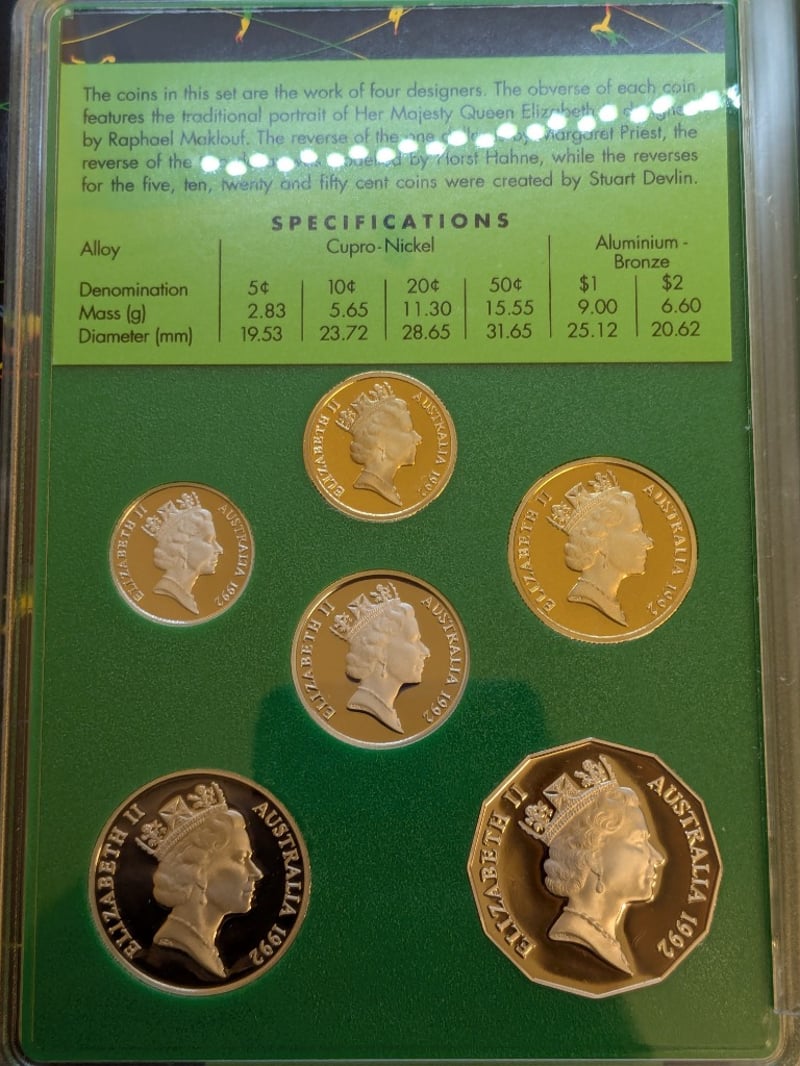 The coins in this set are the work of four designers. The obverse of each coin
features the traditional portrait of Her Majesty Queen Elizabeth
by Raphael Maklouf. The reverse of the one by Margaret Priest, the
reverse of the by Horst Hahne, while the reverses
for the five, ten, twenty and fifty cent coins were created by Stuart Devlin.
SPECIFICATIONS
Alloy Cupro-Nickel Aluminium-
Bronze
Denomination 5¢ 10¢ 20¢ 50¢ $1 $2
Mass (g) 2.83 5.65 11.30 15.55 9.00 6.60
Diameter (mm) 19.53 23.72 28.65 31.65 25.12 20.62
ELIZABETH II AUSTRALIA 1992
ELIZABETH II AUSTRALIA 1992
ELIZABETH II AUSTRALIA 1992
ELIZABETH II AUSTRALIA 1992
ELIZABETH II AUSTRALIA 1992
ELIZABETH II AUSTRALIA 1992